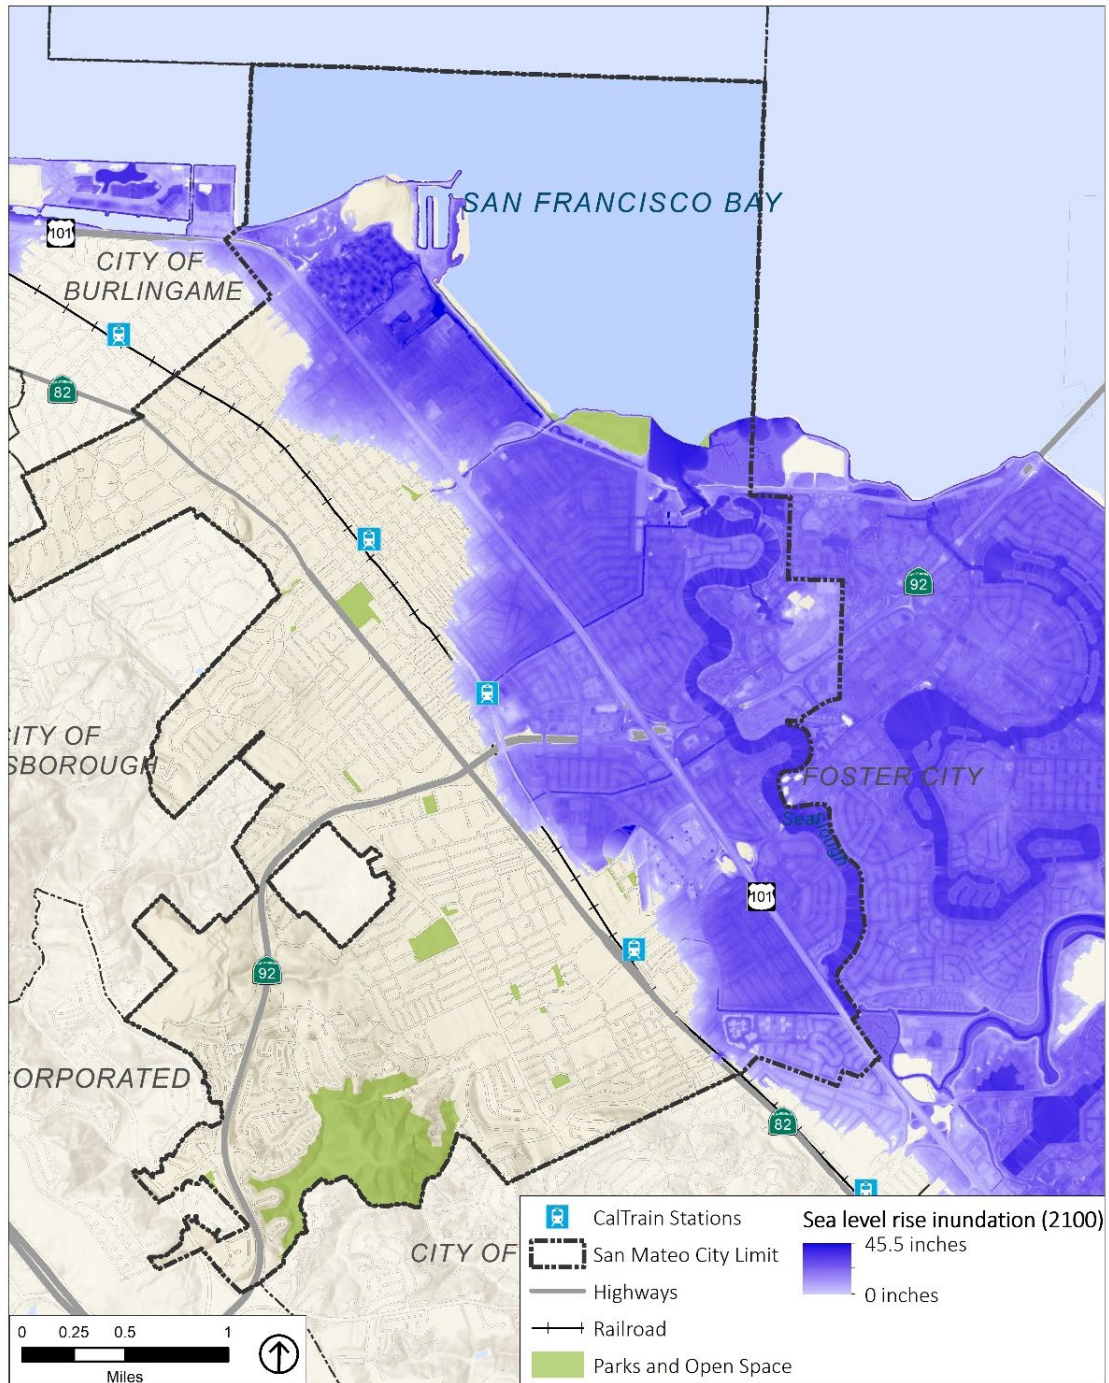 SAN FRANCISCO BAY
101
CITY OF
BURLINGAME
82
92
ITY OF
SBOROUGH
FOSTER CITY
101
92
CORPORATED
82
CITY OF
CalTrain Stations
San Mateo City Limit
Highways
Railroad
Parks and Open Space
Sea level rise inundation (2100)
45.5 inches
0 inches
0 0.25 0.5 1
Miles